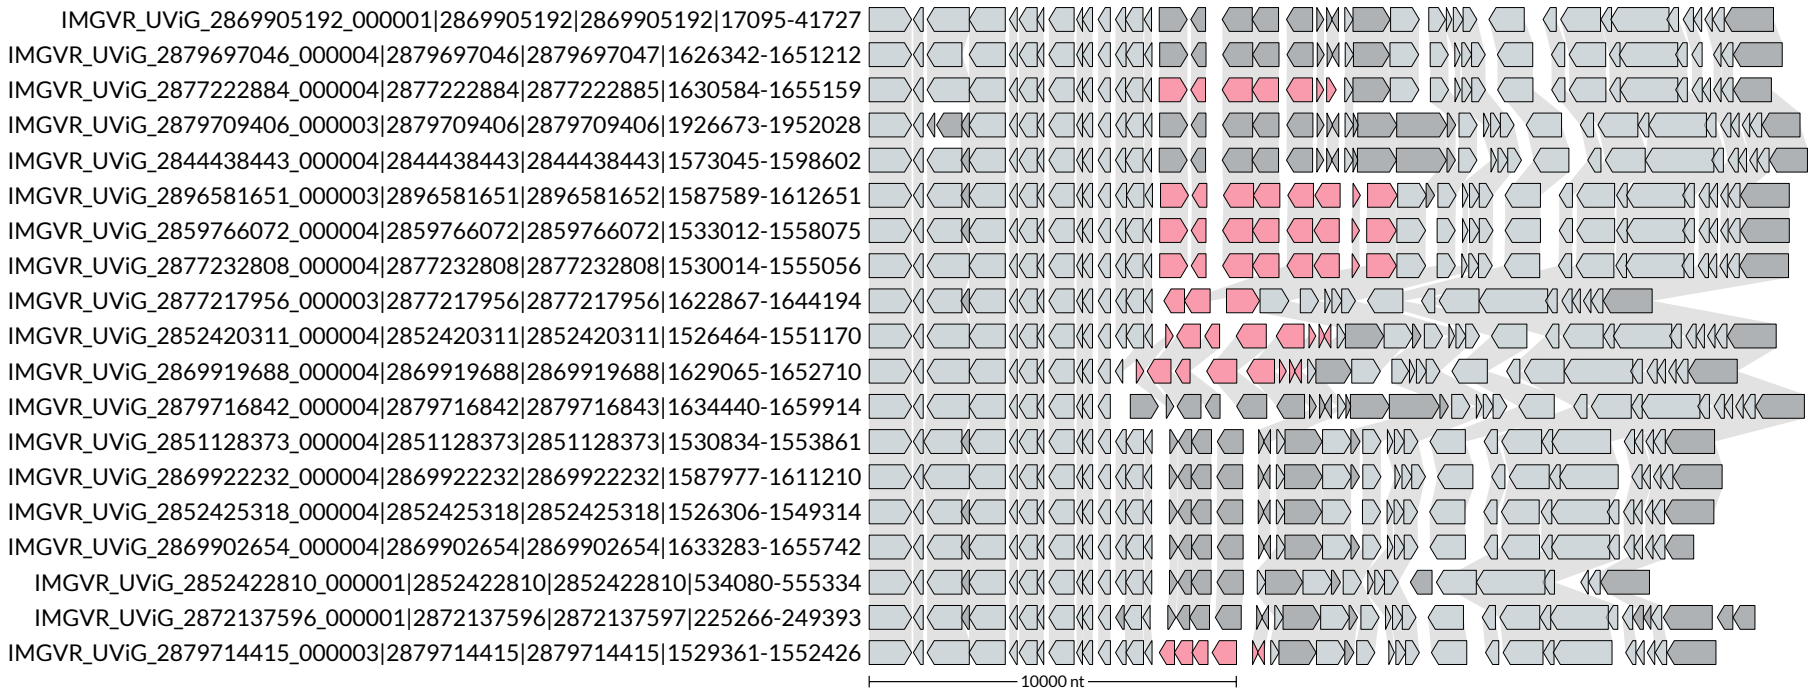 IMGVR_UViG_2869905192_000001|2869905192|2869905192|17095-41727
IMGVR_UViG_2879697046_000004|2879697046|2879697047|1626342-1651212
IMGVR_UViG_2877222884_000004|2877222884|2877222885|1630584-1655159
IMGVR_UViG_2879709406_000003|2879709406|2879709406|1926673-1952028
IMGVR_UViG_2844438443_000004|2844438443|2844438443|1573045-1598602
IMGVR_UViG_2896581651_000003|2896581651|2896581652|1587589-1612651
IMGVR_UViG_2859766072_000004|2859766072|2859766072|1533012-1558075
IMGVR_UViG_2877232808_000004|2877232808|2877232808|1530014-1555056
IMGVR_UViG_2877217956_000003|2877217956|2877217956|1622867-1644194
IMGVR_UViG_2852420311_000004|2852420311|2852420311|1526464-1551170
IMGVR_UViG_2869919688_000004|2869919688|2869919688|1629065-1652710
IMGVR_UViG_2879716842_000004|2879716842|2879716843|1634440-1659914
IMGVR_UViG_2851128373_000004|2851128373|2851128373|1530834-1553861
IMGVR_UViG_2869922232_000004|2869922232|2869922232|1587977-1611210
IMGVR_UViG_2852425318_000004|2852425318|2852425318|1526306-1549314
IMGVR_UViG_2869902654_000004|2869902654|2869902654|1633283-1655742
IMGVR_UViG_2852422810_000001|2852422810|2852422810|534080-555334
IMGVR_UViG_2872137596_000001|2872137596|2872137597|225266-249393
IMGVR_UViG_2879714415_000003|2879714415|2879714415|1529361-1552426
10000 nt